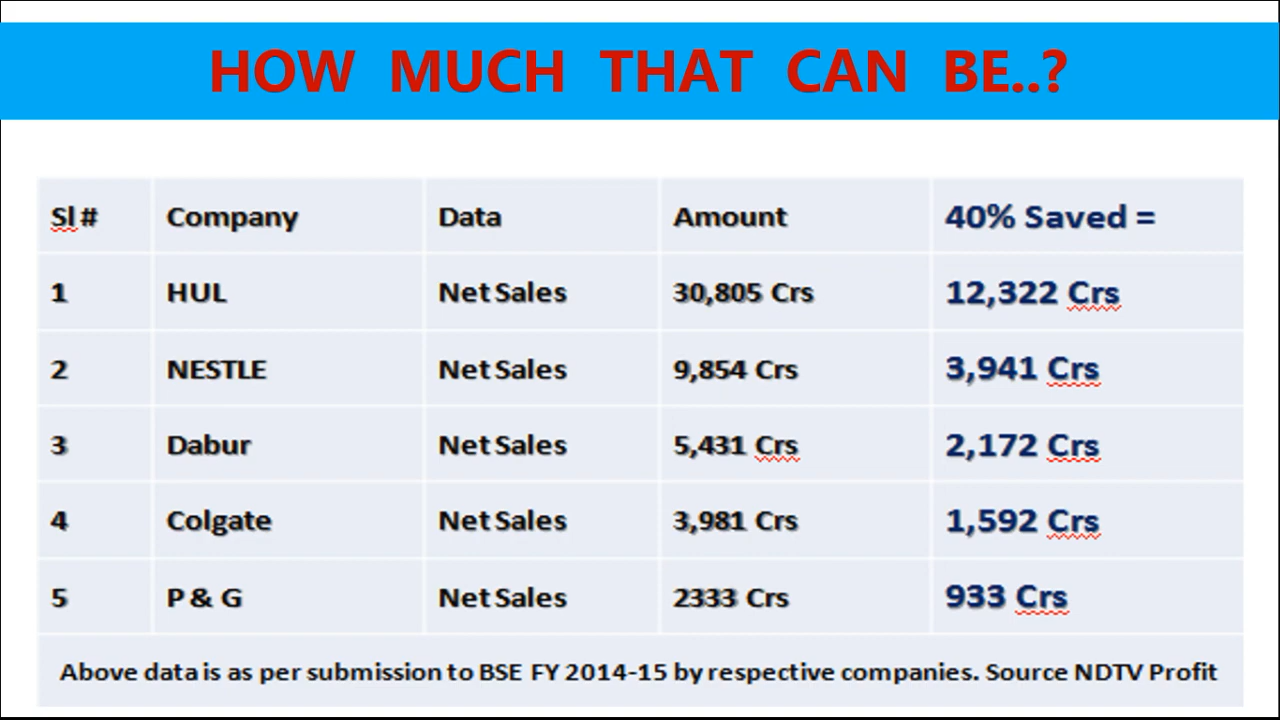 HOW MUCH THAT CAN BE..?
Sl # Company Data Amount 40% Saved =
1 HUL Net Sales 30,805 Crs 12,322 Crs
2 NESTLE Net Sales 9,854 Crs 3,941 Crs
3 Dabur Net Sales 5,431 Crs 2,172 Crs
4 Colgate Net Sales 3,981 Crs 1,592 Crs
5 P & G Net Sales 2333 Crs 933 Crs
Above data is as per submission to BSE FY 2014-15 by respective companies. Source NDTV Profit